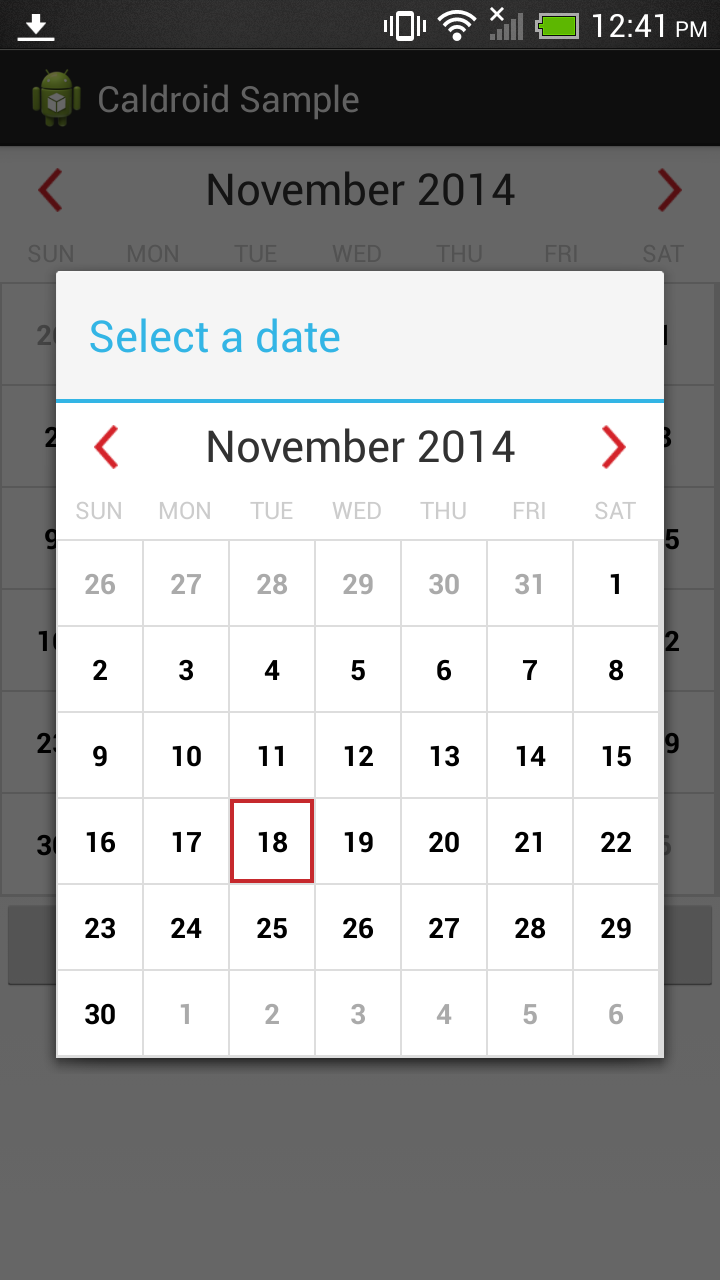 12:41 PM
Caldroid Sample
November 2014
SUN MON TUE WED THU FRI SAT
Select a date
November 2014
SUN MON TUE WED THU FRI SAT
26 27 28 29 30 31 1
2 3 4 5 6 7 8
9 10 11 12 13 14 15
16 17 18 19 20 21 22
23 24 25 26 27 28 29
30 1 2 3 4 5 6